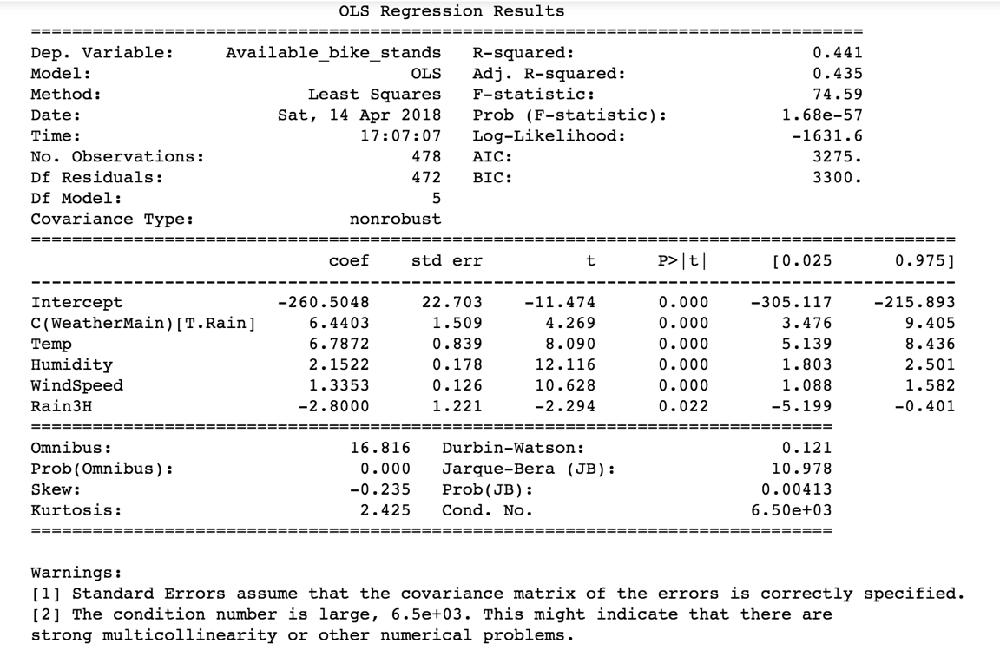 OLS Regression Results
==================================================================================
Dep. Variable: Available_bike_stands R-squared: 0.441
Model: OLS Adj. R-squared: 0.435
Method: Least Squares F-statistic: 74.59
Date: Sat, 14 Apr 2018 Prob (F-statistic): 1.68e-57
Time: 17:07:07 Log-Likelihood: -1631.6
No. Observations: 478 AIC: 3275.
Df Residuals: 472 BIC: 3300.
Df Model: 5
Covariance Type: nonrobust
===========================================================================================
coef std err t P>|t| [0.025 0.975]
-------------------------------------------------------------------------------------------
Intercept -260.5048 22.703 -11.474 0.000 -305.117 -215.893
C(WeatherMain)[T.Rain] 6.4403 1.509 4.269 0.000 3.476 9.405
Temp 6.7872 0.839 8.090 0.000 5.139 8.436
Humidity 2.1522 0.178 12.116 0.000 1.803 2.501
WindSpeed 1.3353 0.126 10.628 0.000 1.088 1.582
Rain3H -2.8000 1.221 -2.294 0.022 -5.199 -0.401
===============================================================================
Omnibus: 16.816 Durbin-Watson: 0.121
Prob(Omnibus): 0.000 Jarque-Bera (JB): 10.978
Skew: -0.235 Prob(JB): 0.00413
Kurtosis: 2.425 Cond. No. 6.50e+03
===============================================================================
Warnings:
[1] Standard Errors assume that the covariance matrix of the errors is correctly specified.
[2] The condition number is large, 6.5e+03. This might indicate that there are
strong multicollinearity or other numerical problems.